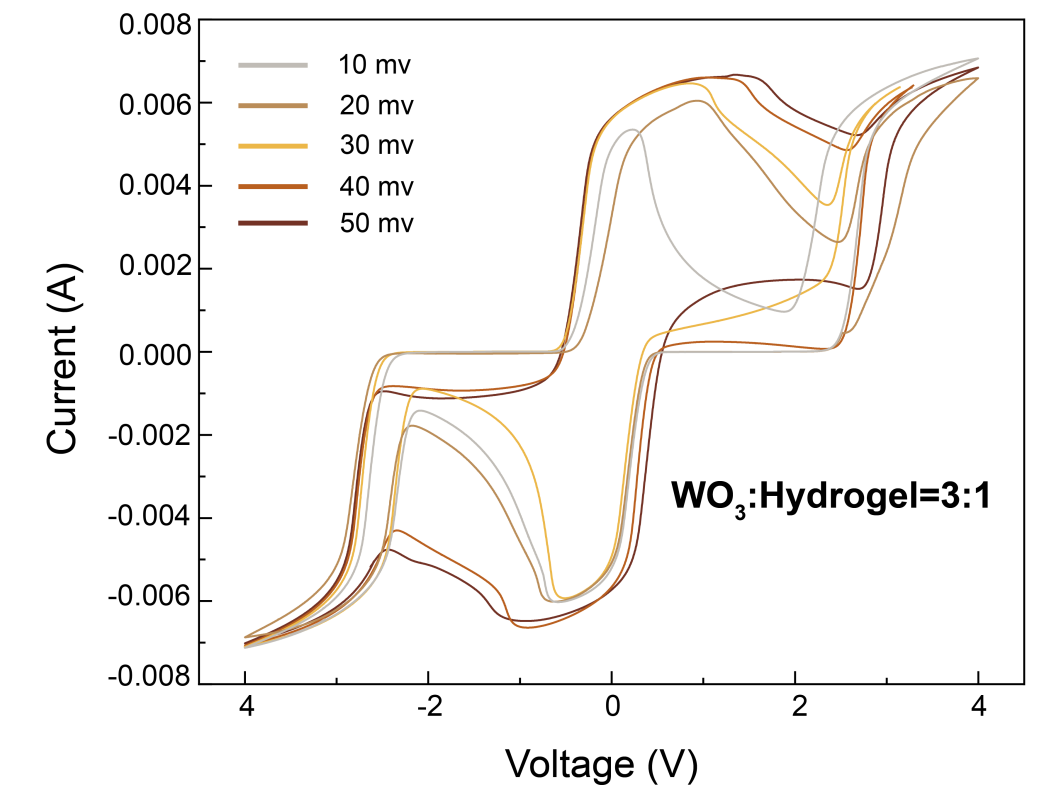 0.008
0.006
0.004
0.002
0.000
-0.002
-0.004
-0.006
-0.008
Current (A)
10 mv
20 mv
30 mv
40 mv
50 mv
WO₃:Hydrogel=3:1
4 -2 0 2 4
Voltage (V)